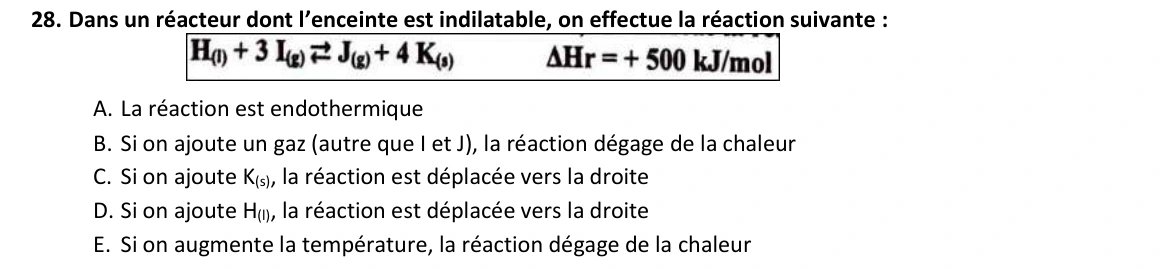 28. Dans un réacteur dont l’enceinte est indilatable, on effectue la réaction suivante :
H(l) + 3 I(g) ⇄ J(g) + 4 K(s) ΔHr = + 500 kJ/mol
A. La réaction est endothermique
B. Si on ajoute un gaz (autre que I et J), la réaction dégage de la chaleur
C. Si on ajoute K(s), la réaction est déplacée vers la droite
D. Si on ajoute H(l), la réaction est déplacée vers la droite
E. Si on augmente la température, la réaction dégage de la chaleur